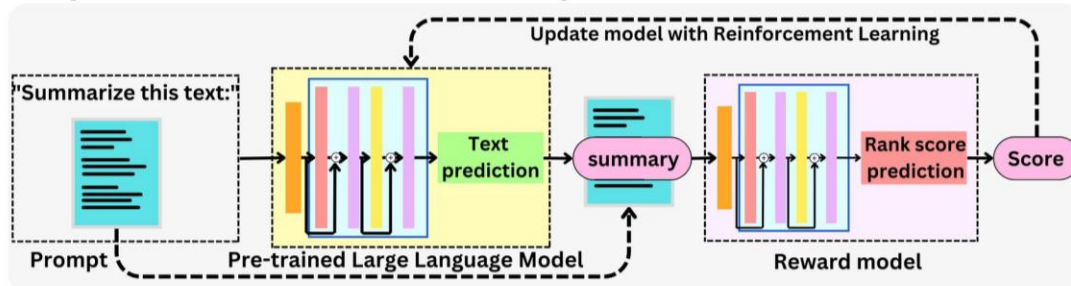 Update model with Reinforcement Learning
"Summarize this text:"
Text
prediction
summary
Rank score
prediction
Score
Prompt
Pre-trained Large Language Model
Reward model